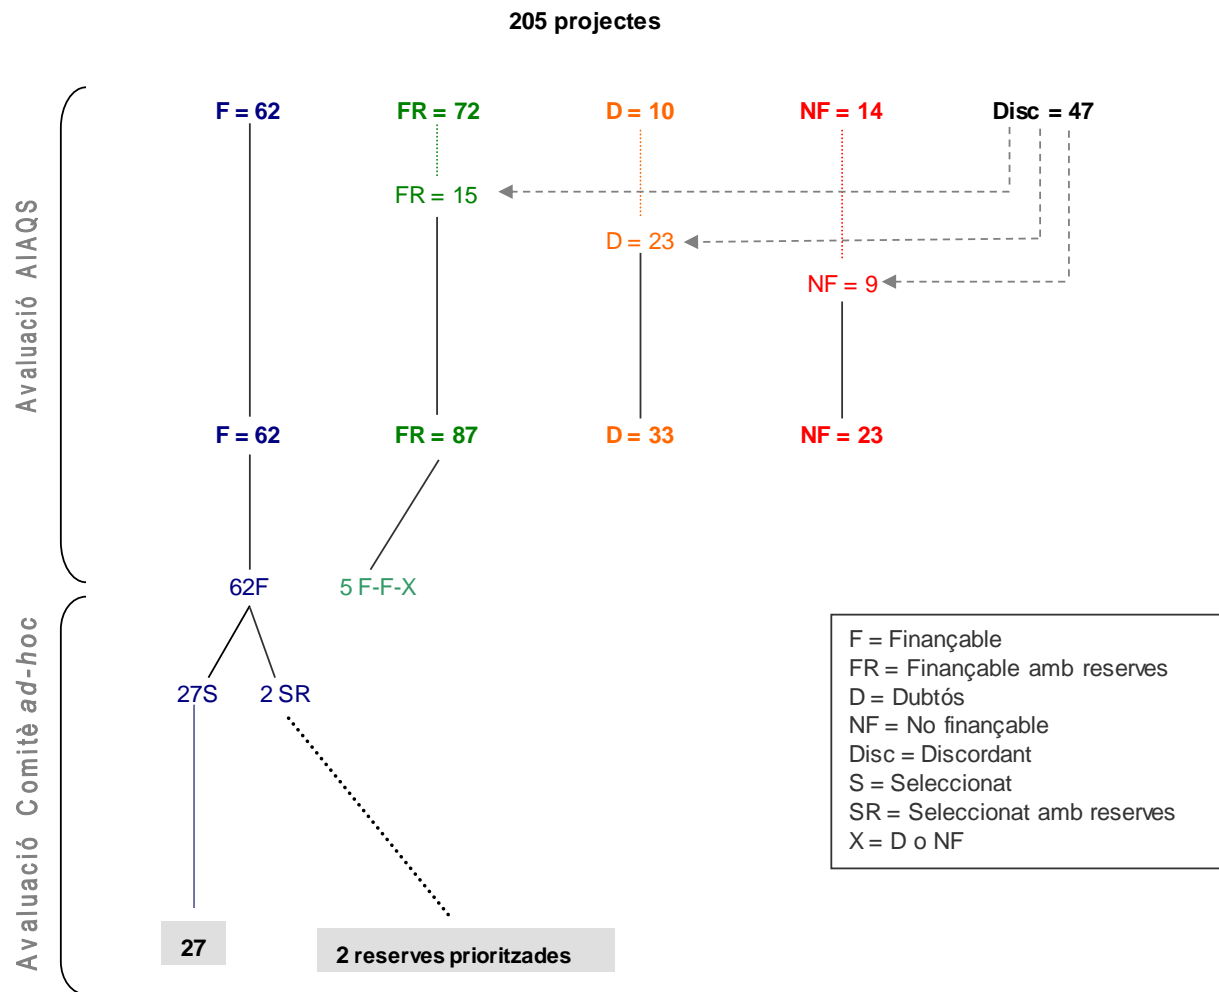 205 projectes
Avaluació AIAQS
F = 62
FR = 72
D = 10
NF = 14
Disc = 47
FR = 15
D = 23
NF = 9
F = 62
FR = 87
D = 33
NF = 23
62F
5 F-F-X
Avaluació Comitè ad-hoc
27S
2 SR
27
2 reserves prioritzades
F = Finançable
FR = Finançable amb reserves
D = Dubtós
NF = No finançable
Disc = Discordant
S = Seleccionat
SR = Seleccionat amb reserves
X = D o NF